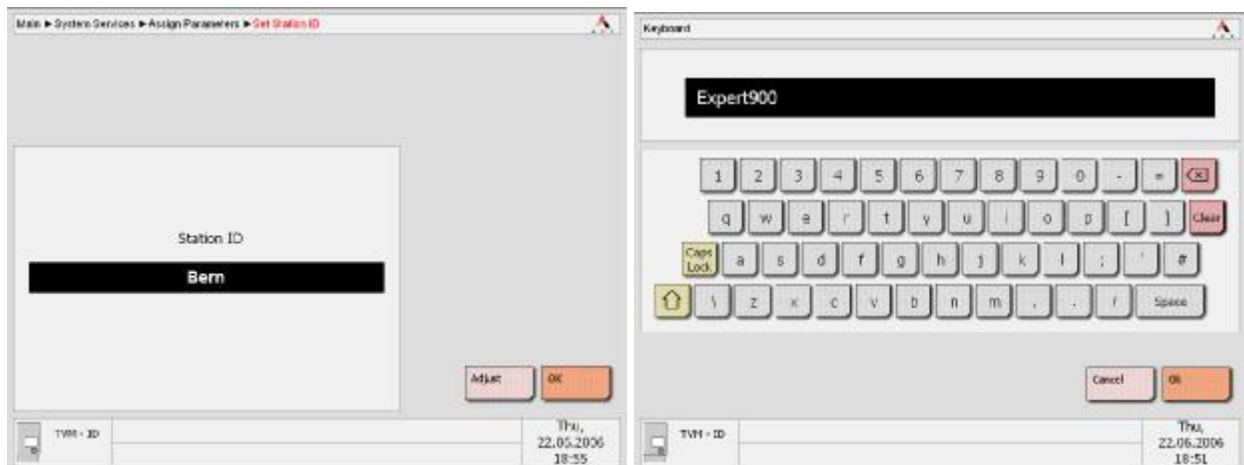 Main ▶ System Services ▶ Assign Parameters ▶ Set Station ID
Station ID
Bern
Adjust OK
TVM - ID
Thu,
22.06.2006
18:55
Keyboard
Expert900
1 2 3 4 5 6 7 8 9 0 - =
q w e r t y u i o p [ ] Clear
Caps Lock a s d f g h j k l ; ' #
\ z x c v b n m , . / Space
Cancel Ok
TVM - ID
Thu,
22.06.2006
18:51